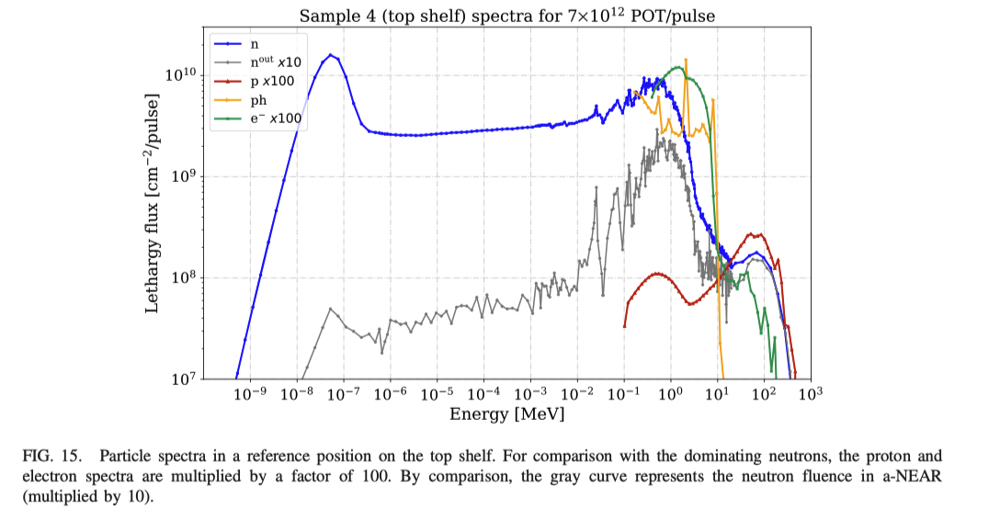 Sample 4 (top shelf) spectra for 7×10¹² POT/pulse
n
nᵒᵘᵗ x10
p x100
ph
e⁻ x100
Lethargy flux [cm⁻²/pulse]
10¹⁰
10⁹
10⁸
10⁷
10⁻⁹ 10⁻⁸ 10⁻⁷ 10⁻⁶ 10⁻⁵ 10⁻⁴ 10⁻³ 10⁻² 10⁻¹ 10⁰ 10¹ 10² 10³
Energy [MeV]
FIG. 15. Particle spectra in a reference position on the top shelf. For comparison with the dominating neutrons, the proton and
electron spectra are multiplied by a factor of 100. By comparison, the gray curve represents the neutron fluence in a-NEAR
(multiplied by 10).